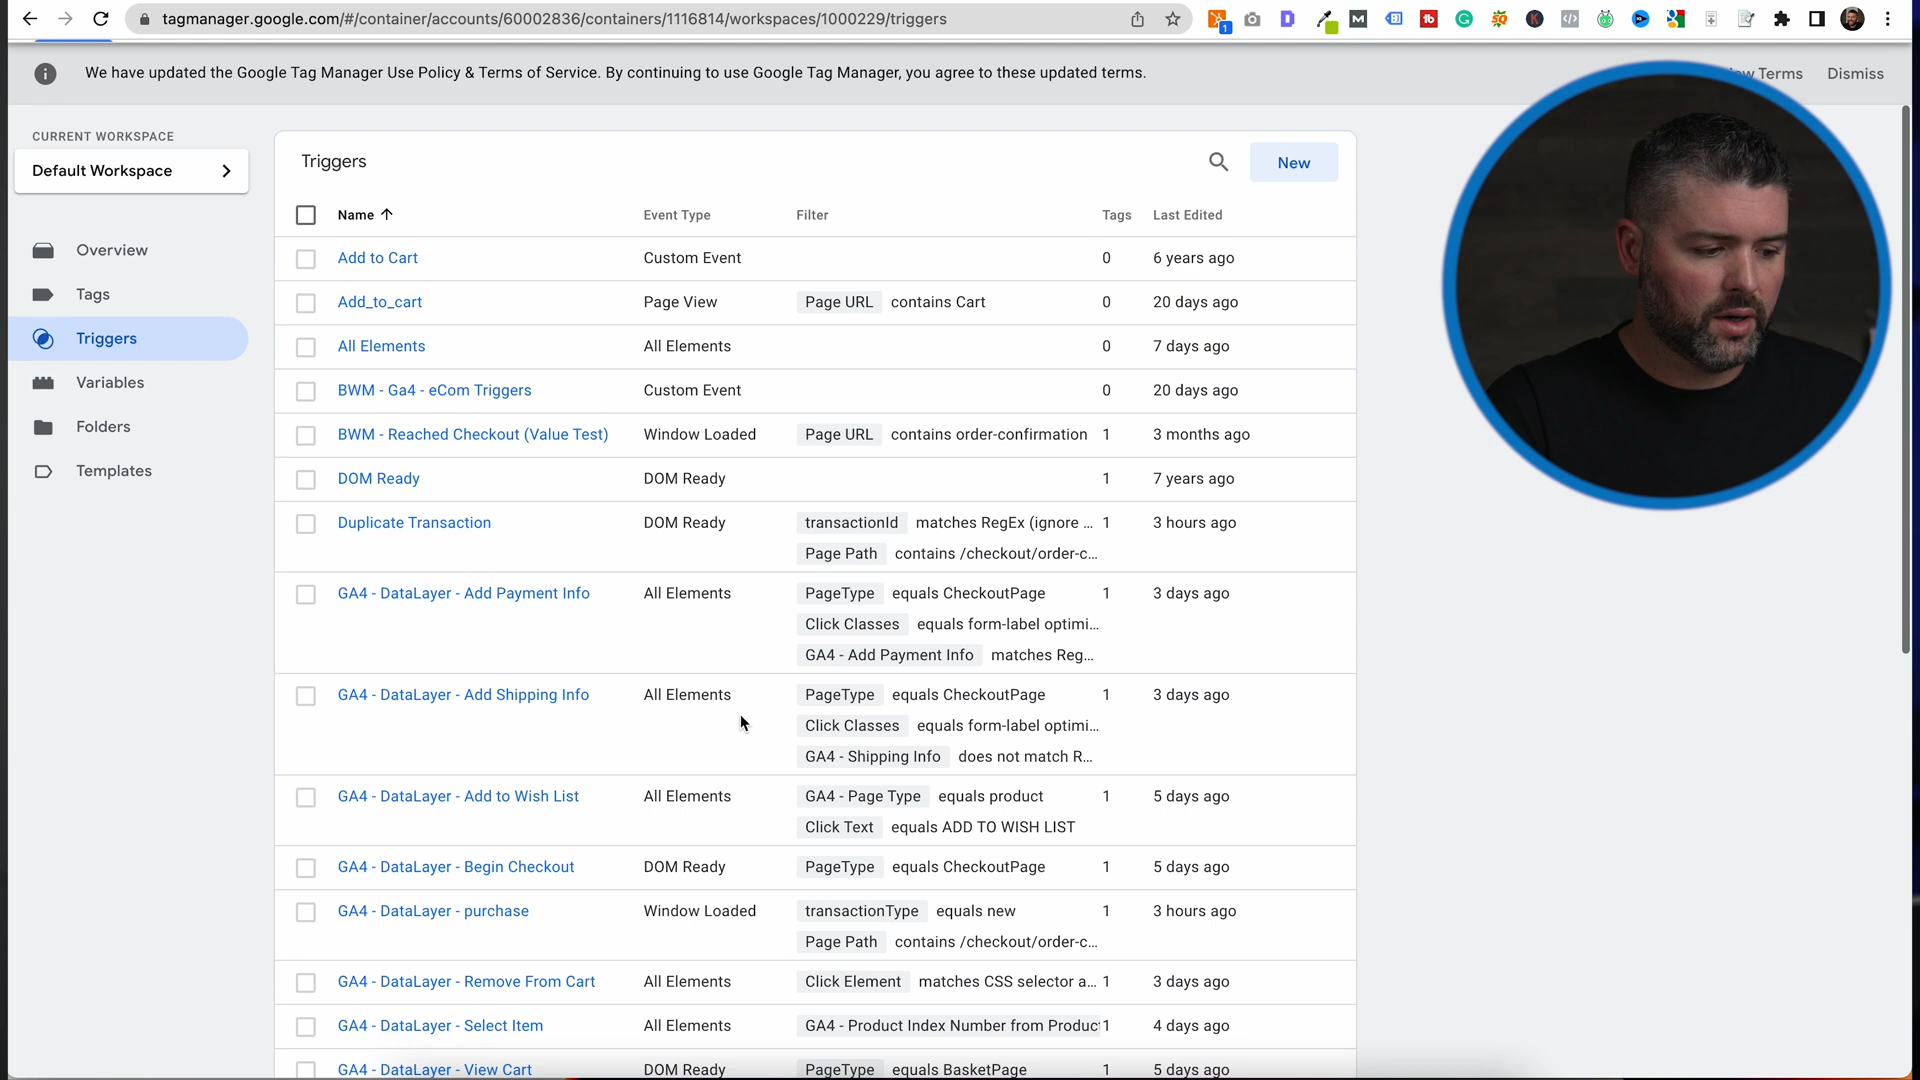 tagmanager.google.com/#/container/accounts/60002836/containers/1116814/workspaces/1000229/triggers
We have updated the Google Tag Manager Use Policy & Terms of Service. By continuing to use Google Tag Manager, you agree to these updated terms.
Terms
Dismiss
CURRENT WORKSPACE
Default Workspace
Overview
Tags
Triggers
Variables
Folders
Templates
Triggers
New
Name Event Type Filter Tags Last Edited
Add to Cart Custom Event 0 6 years ago
Add_to_cart Page View Page URL contains Cart 0 20 days ago
All Elements All Elements 0 7 days ago
BWM - Ga4 - eCom Triggers Custom Event 0 20 days ago
BWM - Reached Checkout (Value Test) Window Loaded Page URL contains order-confirmation 1 3 months ago
DOM Ready DOM Ready 1 7 years ago
Duplicate Transaction DOM Ready transactionId matches RegEx (ignore ... 1 3 hours ago
Page Path contains /checkout/order-c...
GA4 - DataLayer - Add Payment Info All Elements PageType equals CheckoutPage 1 3 days ago
Click Classes equals form-label optimi...
GA4 - Add Payment Info matches Reg...
GA4 - DataLayer - Add Shipping Info All Elements PageType equals CheckoutPage 1 3 days ago
Click Classes equals form-label optimi...
GA4 - Shipping Info does not match R...
GA4 - DataLayer - Add to Wish List All Elements GA4 - Page Type equals product 1 5 days ago
Click Text equals ADD TO WISH LIST
GA4 - DataLayer - Begin Checkout DOM Ready PageType equals CheckoutPage 1 5 days ago
GA4 - DataLayer - purchase Window Loaded transactionType equals new 1 3 hours ago
Page Path contains /checkout/order-c...
GA4 - DataLayer - Remove From Cart All Elements Click Element matches CSS selector a... 1 3 days ago
GA4 - DataLayer - Select Item All Elements GA4 - Product Index Number from Produc 1 4 days ago
GA4 - DataLayer - View Cart DOM Ready PageType equals BasketPage 1 5 days ago